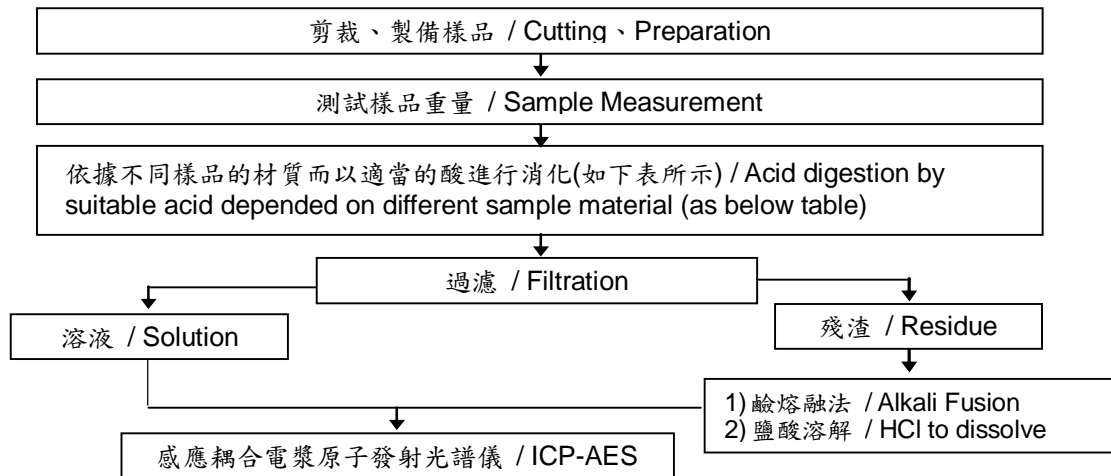 剪裁、製備樣品 / Cutting、Preparation
測試樣品重量 / Sample Measurement
依據不同樣品的材質而以適當的酸進行消化(如下表所示) / Acid digestion by
suitable acid depended on different sample material (as below table)
過濾 / Filtration
溶液 / Solution
殘渣 / Residue
1) 鹼熔融法 / Alkali Fusion
2) 鹽酸溶解 / HCl to dissolve
感應耦合電漿原子發射光譜儀 / ICP-AES